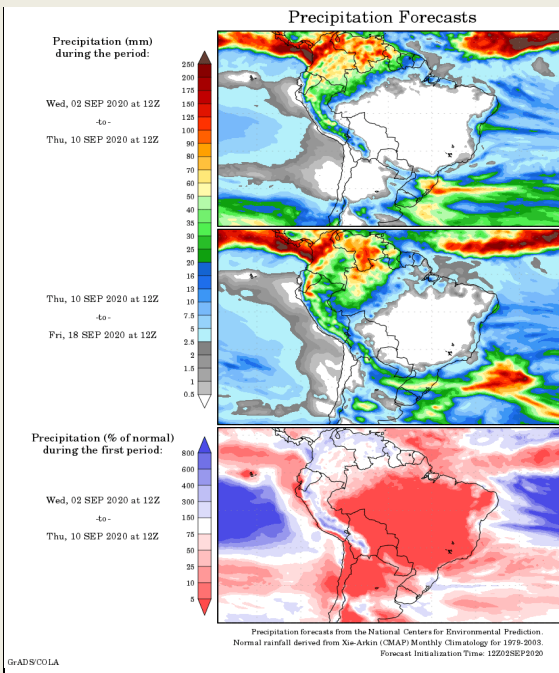 Precipitation Forecasts
Precipitation (mm)
during the period:
Wed, 02 SEP 2020 at 12Z
-to-
Thu, 10 SEP 2020 at 12Z
250
200
175
150
125
100
90
80
70
60
50
40
35
30
25
20
16
13
10
7.5
5
2.5
2
1.5
1
0.5
Thu, 10 SEP 2020 at 12Z
-to-
Fri, 18 SEP 2020 at 12Z
Precipitation (% of normal)
during the first period:
Wed, 02 SEP 2020 at 12Z
-to-
Thu, 10 SEP 2020 at 12Z
800
600
400
300
150
75
50
25
10
5
Precipitation forecasts from the National Centers for Environmental Prediction.
Normal rainfall derived from Xie-Arkin (CMAP) Monthly Climatology for 1979-2003.
Forecast Initialization Time: 12Z02SEP2020
GrADS/COLA